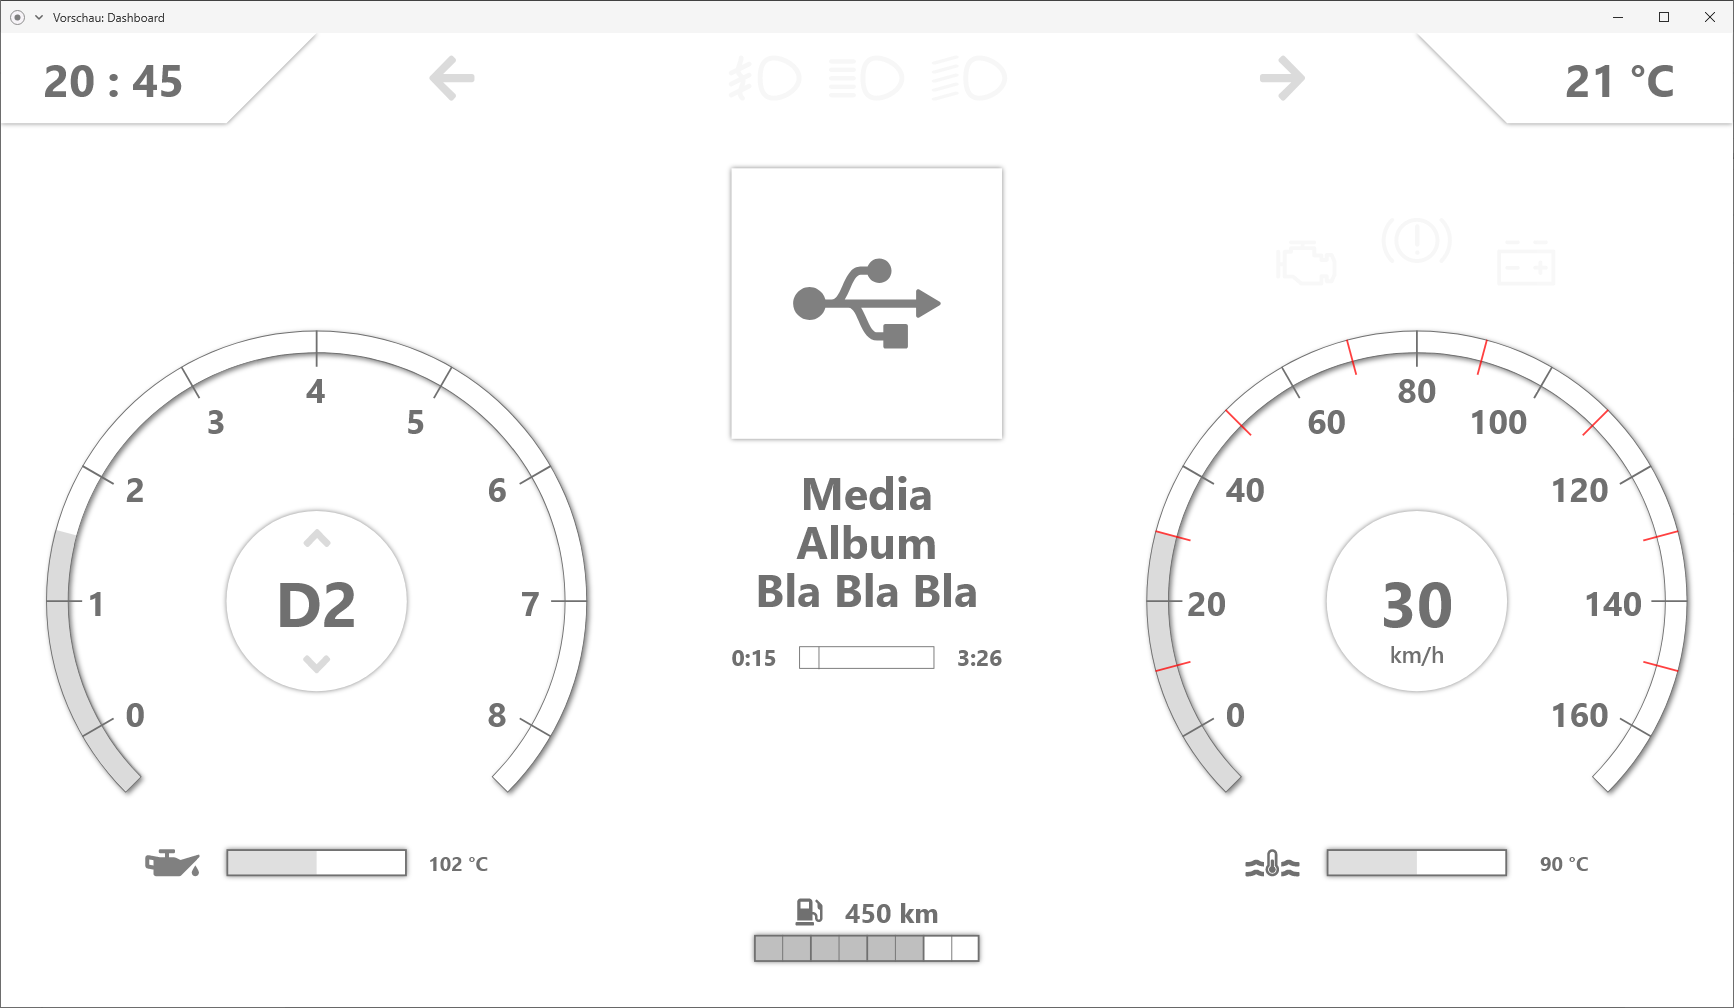 Vorschau: Dashboard
20 : 45
21 °C
4
3
5
2
6
1
D2
7
0
8
Media
Album
Bla Bla Bla
0:15
3:26
80
60
100
40
120
20
30
140
km/h
0
160
102 °C
90 °C
450 km